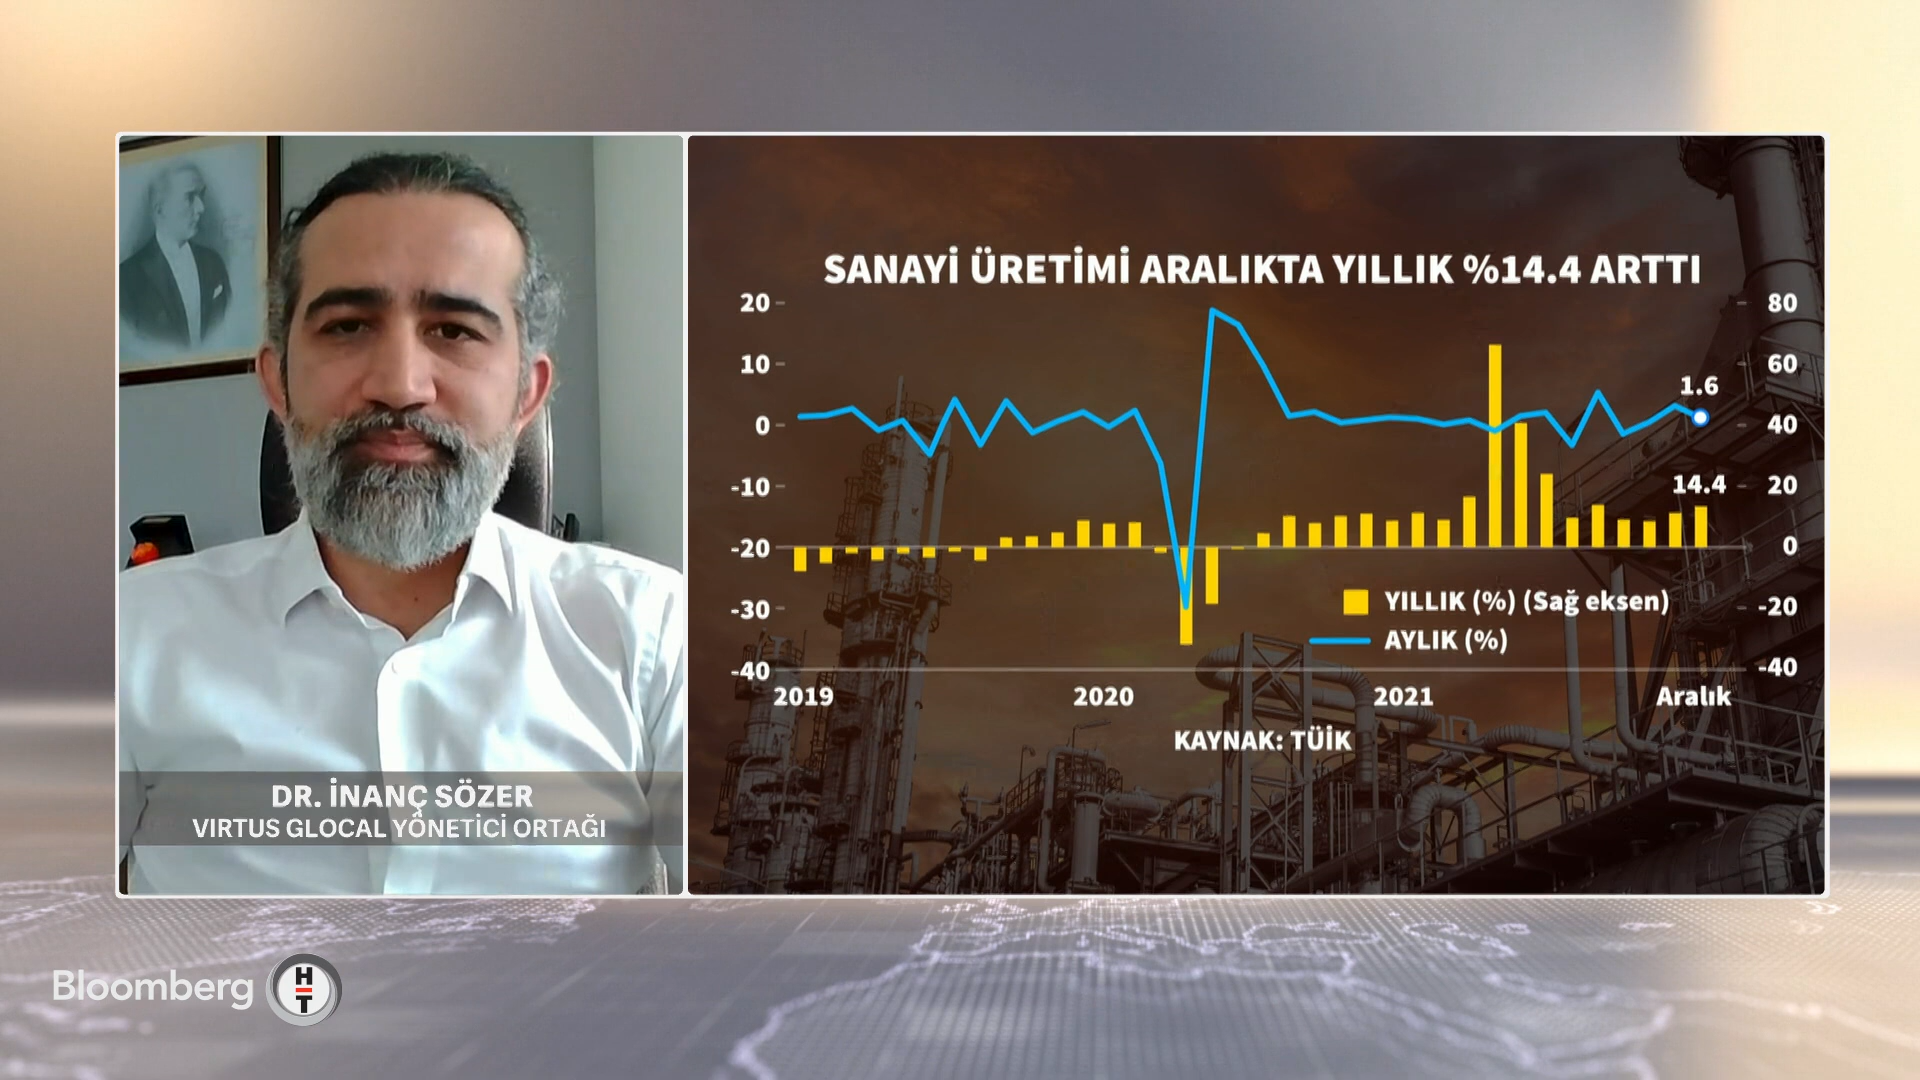 SANAYİ ÜRETİMİ ARALIKTA YILLIK %14.4 ARTTI
20
10
0
-10
-20
-30
-40
80
60
40
20
0
-20
-40
1.6
14.4
YILLIK (%) (Sağ eksen)
AYLIK (%)
2019 2020 2021 Aralık
KAYNAK: TÜİK
DR. İNANÇ SÖZER
VIRTUS GLOCAL YÖNETİCİ ORTAĞI
Bloomberg HT